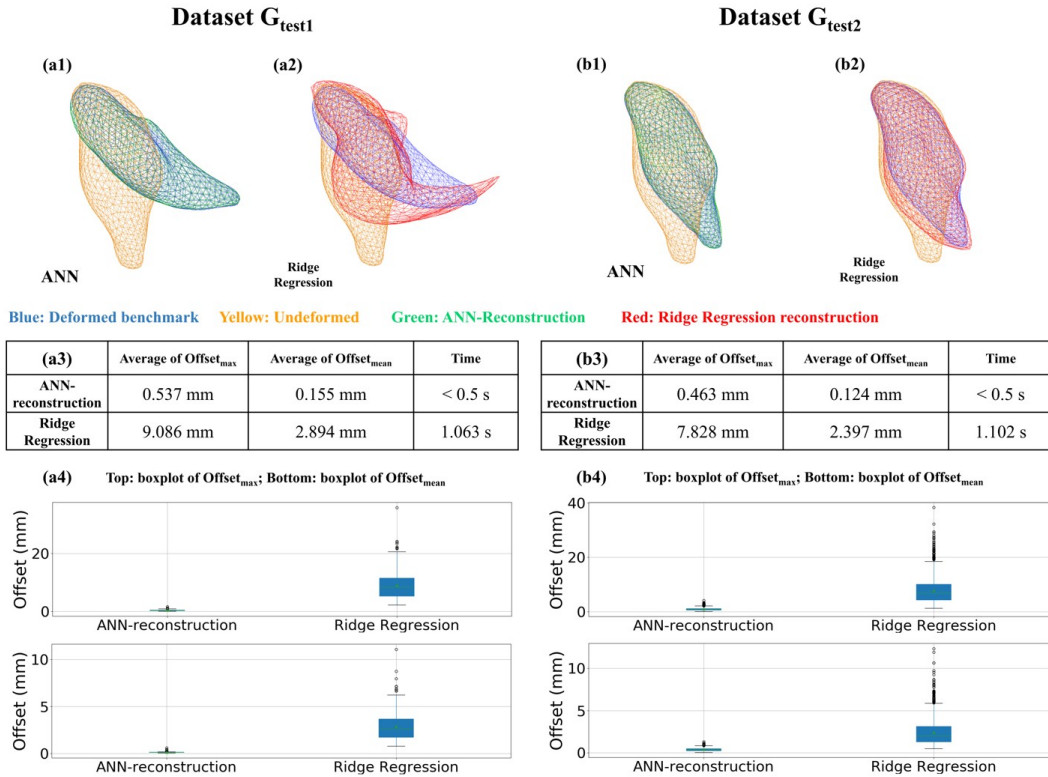 Dataset G_test1
Dataset G_test2
(a1)
(a2)
(b1)
(b2)
ANN
Ridge
Regression
ANN
Ridge
Regression
Blue: Deformed benchmark Yellow: Undeformed Green: ANN-Reconstruction Red: Ridge Regression reconstruction
(a3) Average of Offset_max Average of Offset_mean Time
ANN-
reconstruction 0.537 mm 0.155 mm < 0.5 s
Ridge
Regression 9.086 mm 2.894 mm 1.063 s
(b3) Average of Offset_max Average of Offset_mean Time
ANN-
reconstruction 0.463 mm 0.124 mm < 0.5 s
Ridge
Regression 7.828 mm 2.397 mm 1.102 s
(a4) Top: boxplot of Offset_max; Bottom: boxplot of Offset_mean
Offset (mm)
20
0
ANN-reconstruction Ridge Regression
Offset (mm)
10
5
0
ANN-reconstruction Ridge Regression
(b4) Top: boxplot of Offset_max; Bottom: boxplot of Offset_mean
Offset (mm)
40
20
0
ANN-reconstruction Ridge Regression
Offset (mm)
10
5
0
ANN-reconstruction Ridge Regression